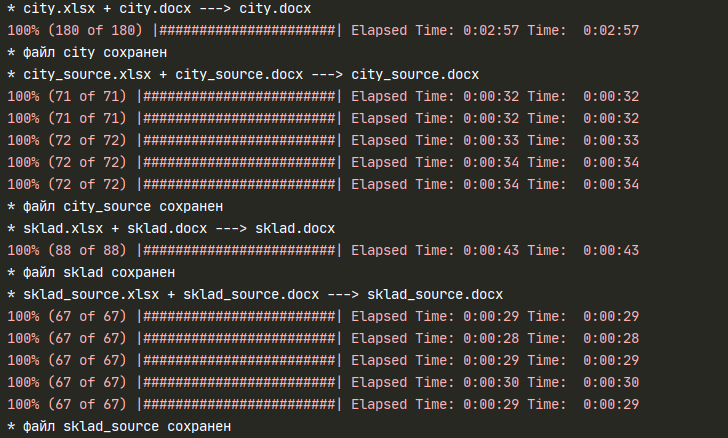 * city.xlsx + city.docx ---> city.docx
100% (180 of 180) |######################| Elapsed Time: 0:02:57 Time:  0:02:57
* файл city сохранен
* city_source.xlsx + city_source.docx ---> city_source.docx
100% (71 of 71) |########################| Elapsed Time: 0:00:32 Time:  0:00:32
100% (71 of 71) |########################| Elapsed Time: 0:00:32 Time:  0:00:32
100% (72 of 72) |########################| Elapsed Time: 0:00:33 Time:  0:00:33
100% (72 of 72) |########################| Elapsed Time: 0:00:34 Time:  0:00:34
100% (72 of 72) |########################| Elapsed Time: 0:00:34 Time:  0:00:34
* файл city_source сохранен
* sklad.xlsx + sklad.docx ---> sklad.docx
100% (88 of 88) |########################| Elapsed Time: 0:00:43 Time:  0:00:43
* файл sklad сохранен
* sklad_source.xlsx + sklad_source.docx ---> sklad_source.docx
100% (67 of 67) |########################| Elapsed Time: 0:00:29 Time:  0:00:29
100% (67 of 67) |########################| Elapsed Time: 0:00:28 Time:  0:00:28
100% (67 of 67) |########################| Elapsed Time: 0:00:29 Time:  0:00:29
100% (67 of 67) |########################| Elapsed Time: 0:00:30 Time:  0:00:30
100% (67 of 67) |########################| Elapsed Time: 0:00:29 Time:  0:00:29
* файл sklad_source сохранен